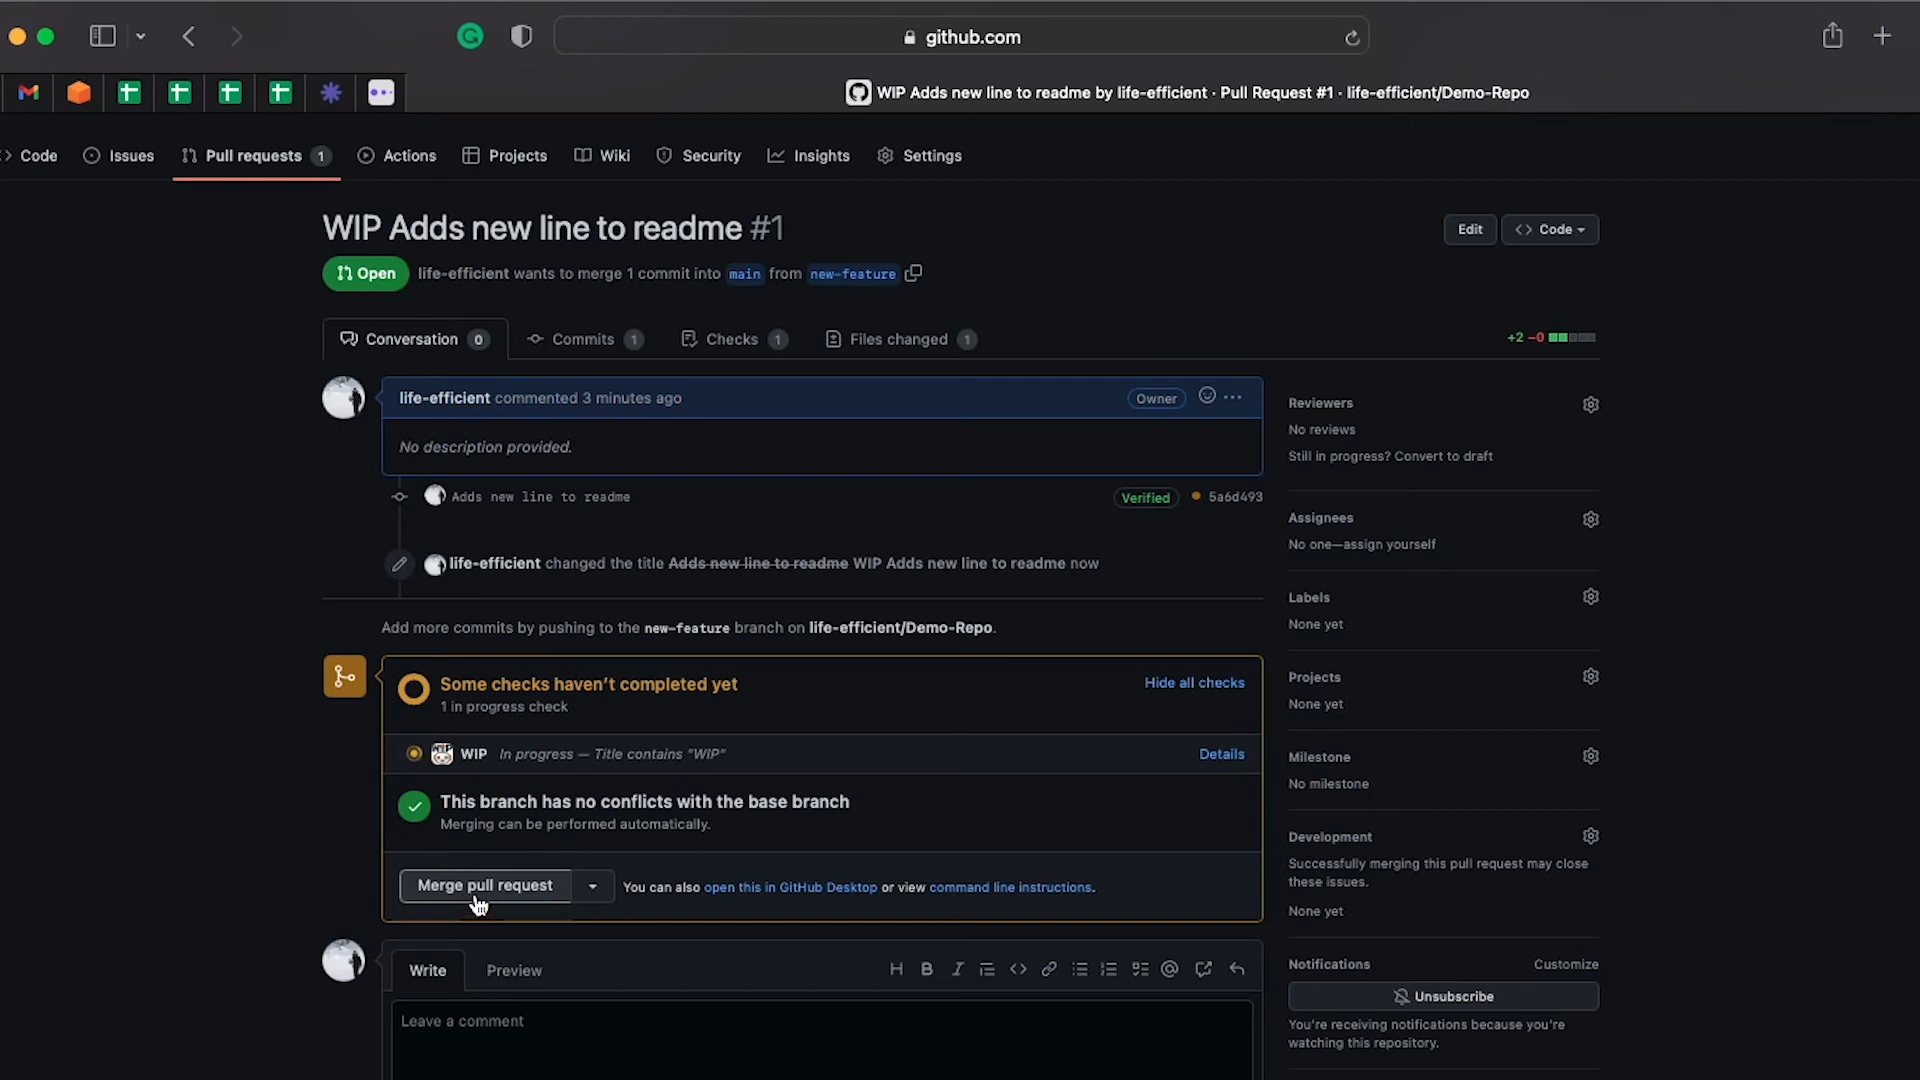 github.com
WIP Adds new line to readme by life-efficient · Pull Request #1 · life-efficient/Demo-Repo
Code Issues Pull requests 1 Actions Projects Wiki Security Insights Settings
WIP Adds new line to readme #1
Edit <> Code
Open life-efficient wants to merge 1 commit into main from new-feature
Conversation 0 Commits 1 Checks 1 Files changed 1
+2 −0
life-efficient commented 3 minutes ago Owner ···
No description provided.
Adds new line to readme Verified 5a6d493
life-efficient changed the title Adds new line to readme WIP Adds new line to readme now
Add more commits by pushing to the new-feature branch on life-efficient/Demo-Repo.
Some checks haven't completed yet Hide all checks
1 in progress check
WIP In progress — Title contains "WIP" Details
This branch has no conflicts with the base branch
Merging can be performed automatically.
Merge pull request You can also open this in GitHub Desktop or view command line instructions.
Write Preview
Leave a comment
Reviewers
No reviews
Still in progress? Convert to draft
Assignees
No one—assign yourself
Labels
None yet
Projects
None yet
Milestone
No milestone
Development
Successfully merging this pull request may close
these issues.
None yet
Notifications Customize
Unsubscribe
You're receiving notifications because you're
watching this repository.